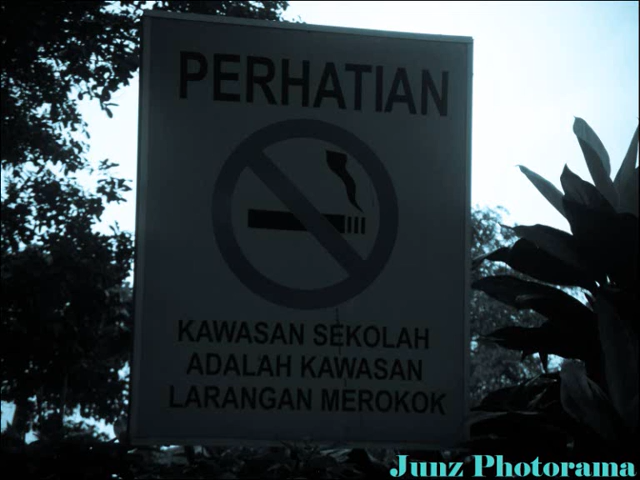 PERHATIAN
KAWASAN SEKOLAH
ADALAH KAWASAN
LARANGAN MEROKOK
Junz Photorama